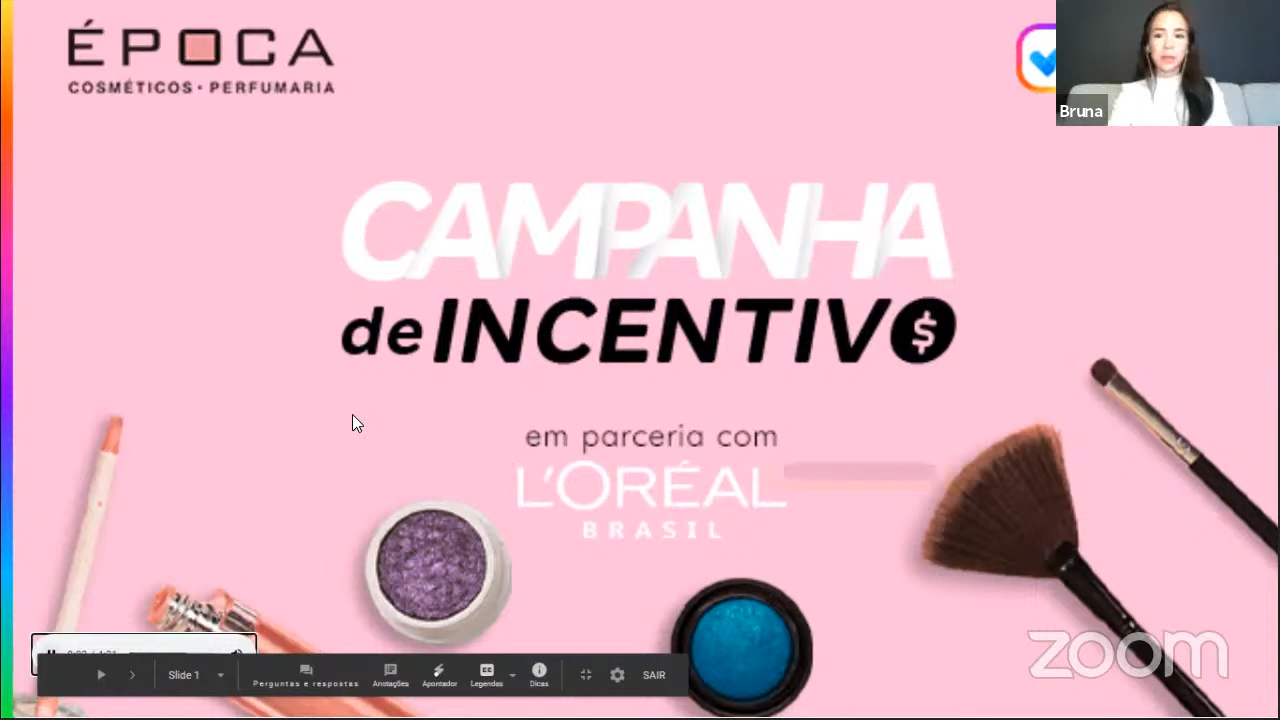 ÉPOCA
COSMÉTICOS · PERFUMARIA
Bruna
CAMPANHA
de INCENTIVO
em parceria com
L'ORÉAL
BRASIL
zoom
Slide 1
Perguntas e respostas
Anotações
Apontador
Legendas
Dicas
SAIR